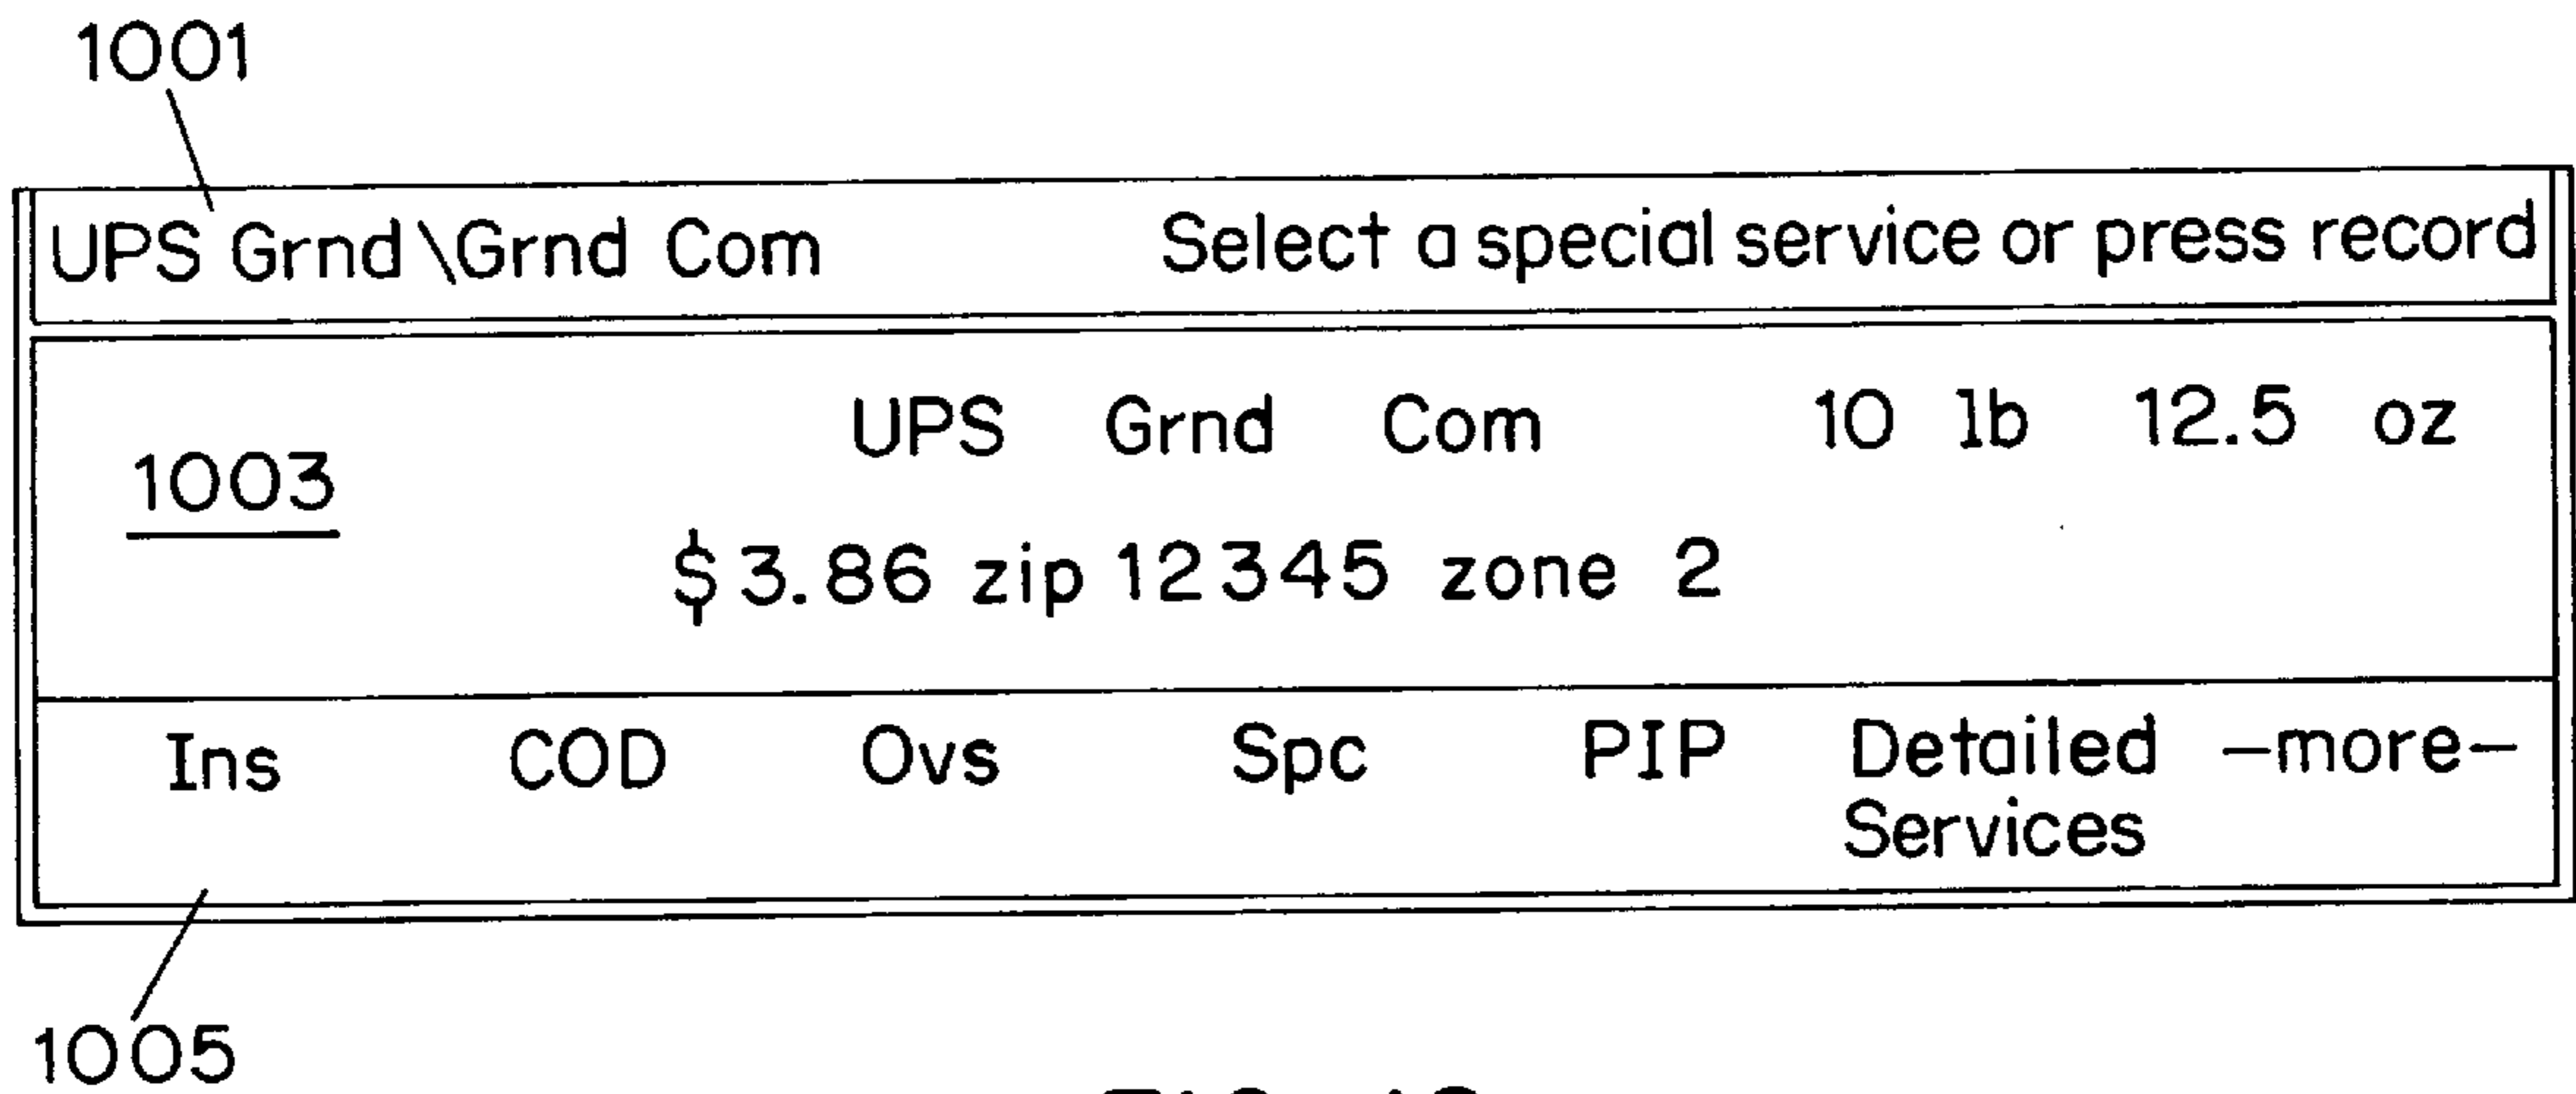 1001
UPS Grnd\Grnd Com Select a special service or press record
UPS Grnd Com 10 lb 12.5 oz
1003
$3.86 zip 12345 zone 2
Ins COD Ovs Spc PIP Detailed Services -more-
1005